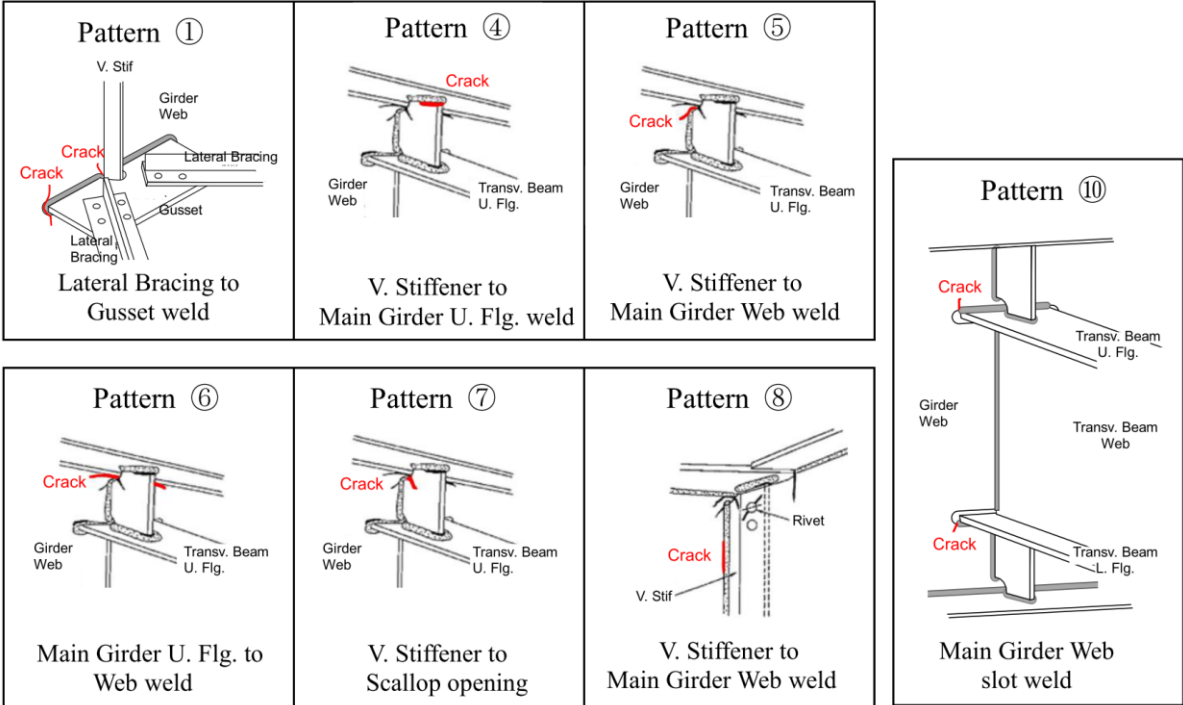 Pattern ①
V. Stif
Girder
Web
Crack
Lateral Bracing
Crack
Gusset
Lateral
Bracing
Lateral Bracing to
Gusset weld
Pattern ④
Crack
Girder
Web
Transv. Beam
U. Flg.
V. Stiffener to
Main Girder U. Flg. weld
Pattern ⑤
Crack
Girder
Web
Transv. Beam
U. Flg.
V. Stiffener to
Main Girder Web weld
Pattern ⑥
Crack
Girder
Web
Transv. Beam
U. Flg.
Main Girder U. Flg. to
Web weld
Pattern ⑦
Crack
Girder
Web
Transv. Beam
U. Flg.
V. Stiffener to
Scallop opening
Pattern ⑧
Rivet
Crack
V. Stif
V. Stiffener to
Main Girder Web weld
Pattern ⑩
Crack
Transv. Beam
U. Flg.
Girder
Web
Transv. Beam
Web
Crack
Transv. Beam
L. Flg.
Main Girder Web
slot weld